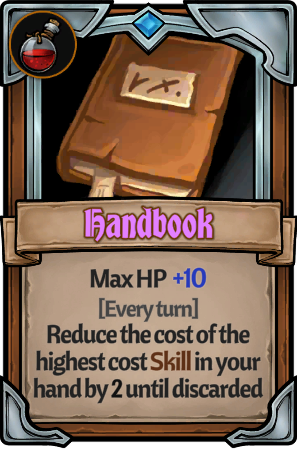 VX.
Handbook
Max HP +10
[Every turn]
Reduce the cost of the
highest cost Skill in your
hand by 2 until discarded